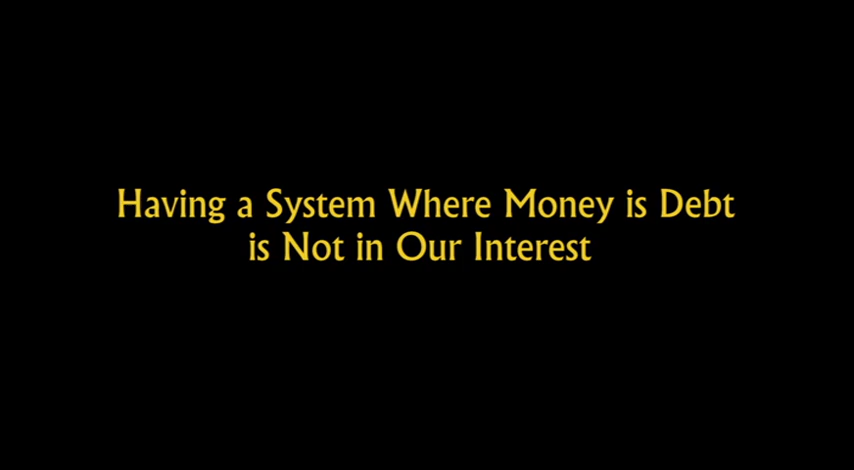 Having a System Where Money is Debt
is Not in Our Interest